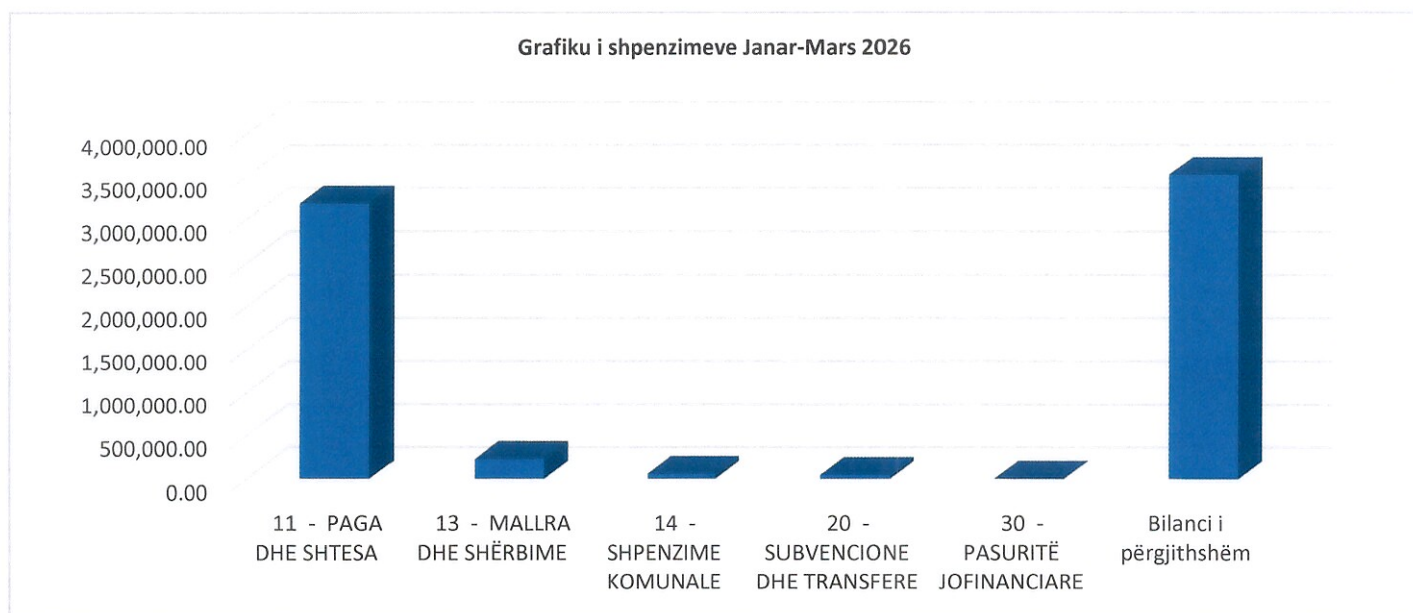 Grafiku i shpenzimeve Janar-Mars 2026
4,000,000.00
3,500,000.00
3,000,000.00
2,500,000.00
2,000,000.00
1,500,000.00
1,000,000.00
500,000.00
0.00
11 - PAGA
DHE SHTESA
13 - MALLRA
DHE SHËRBIME
14 -
SHPENZIME
KOMUNALE
20 -
SUBVENCIONE
DHE TRANSFERE
30 -
PASURITË
JOFINANCIARE
Bilanci i
përgjithshëm